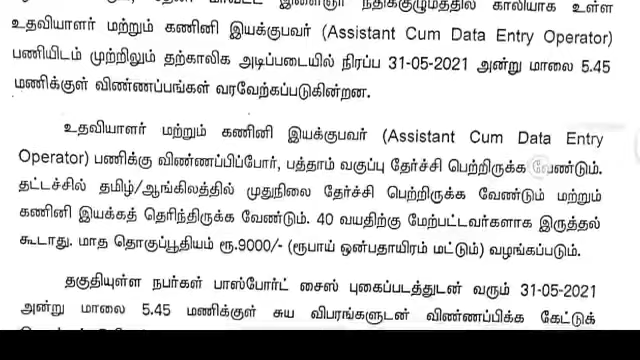 இளைஞர் நீதிக்குழுமத்தில் காலியாக உள்ள
உதவியாளர் மற்றும் கணினி இயக்குபவர் (Assistant Cum Data Entry Operator)
பணியிடம் முற்றிலும் தற்காலிக அடிப்படையில் நிரப்ப 31-05-2021 அன்று மாலை 5.45
மணிக்குள் விண்ணப்பங்கள் வரவேற்கப்படுகின்றன.
உதவியாளர் மற்றும் கணினி இயக்குபவர் (Assistant Cum Data Entry
Operator) பணிக்கு விண்ணப்பிப்போர், பத்தாம் வகுப்பு தேர்ச்சி பெற்றிருக்க வேண்டும்.
தட்டச்சில் தமிழ்/ஆங்கிலத்தில் முதுநிலை தேர்ச்சி பெற்றிருக்க வேண்டும் மற்றும்
கணினி இயக்கத் தெரிந்திருக்க வேண்டும். 40 வயதிற்கு மேற்பட்டவர்களாக இருத்தல்
கூடாது. மாத தொகுப்பூதியம் ரூ.9000/- (ரூபாய் ஒன்பதாயிரம் மட்டும்) வழங்கப்படும்.
தகுதியுள்ள நபர்கள் பாஸ்போர்ட் சைஸ் புகைப்படத்துடன் வரும் 31-05-2021
அன்று மாலை 5.45 மணிக்குள் சுய விபரங்களுடன் விண்ணப்பிக்க கேட்டுக்